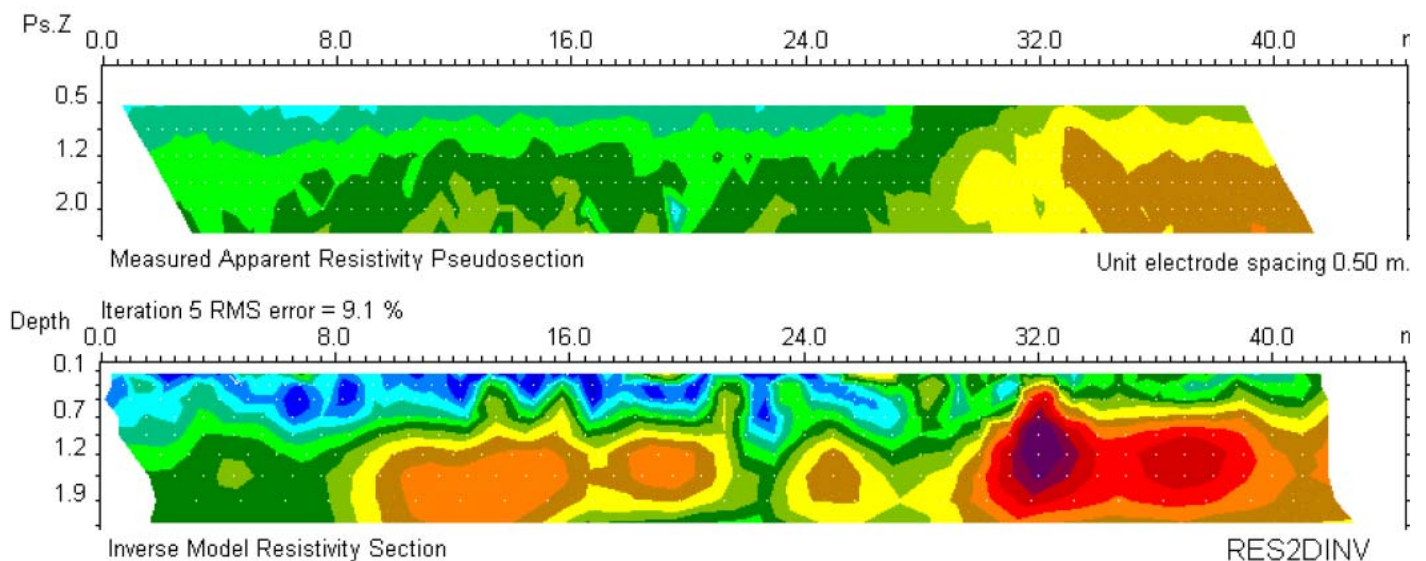 Ps.Z
0.0 8.0 16.0 24.0 32.0 40.0
0.5
1.2
2.0
Measured Apparent Resistivity Pseudosection Unit electrode spacing 0.50 m.
Depth Iteration 5 RMS error = 9.1 %
0.0 8.0 16.0 24.0 32.0 40.0
0.1
0.7
1.2
1.9
Inverse Model Resistivity Section RES2DINV